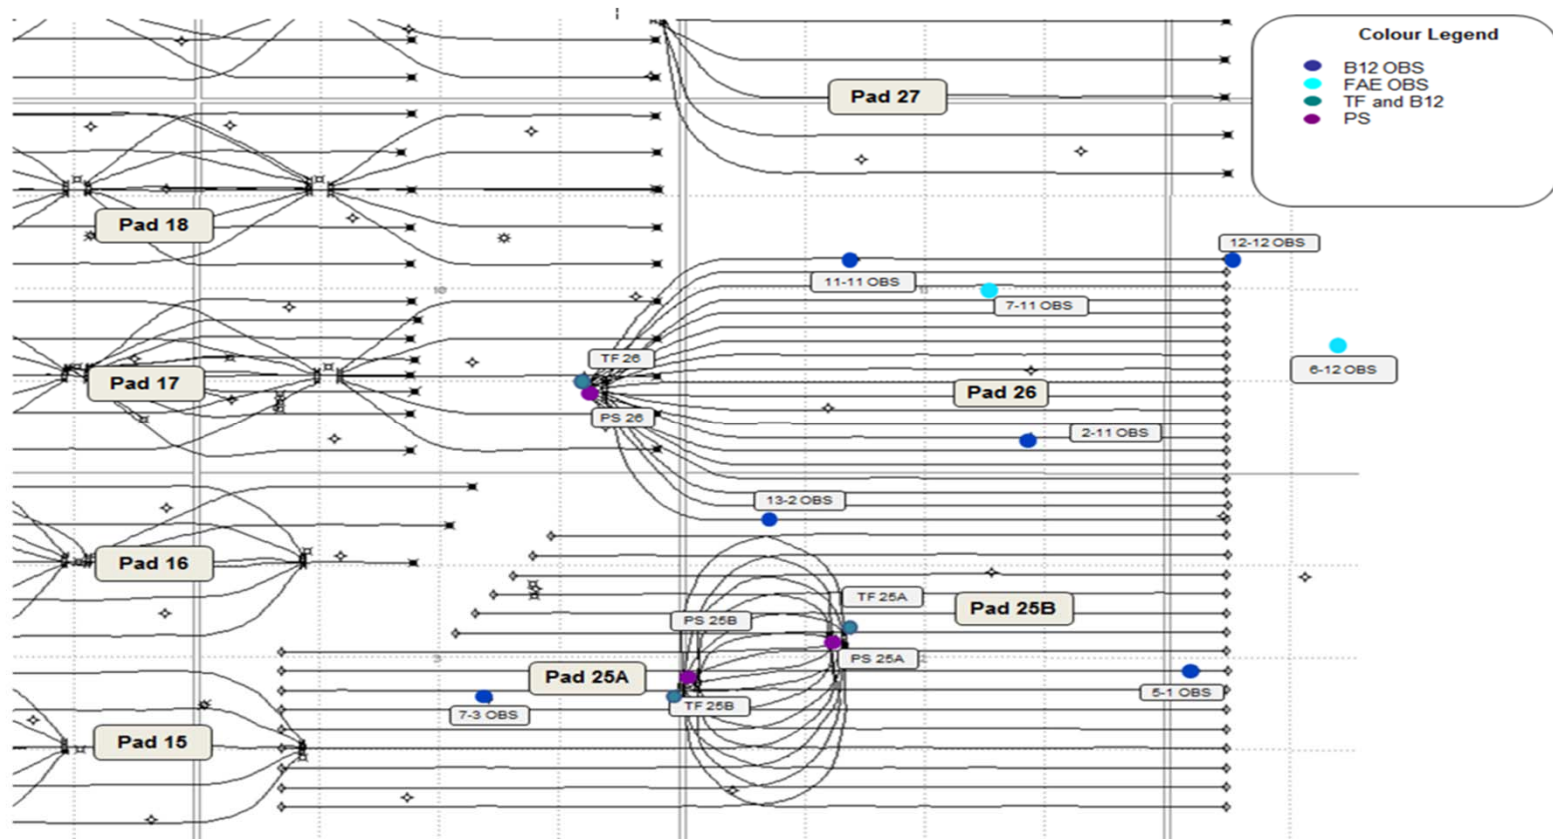 Colour Legend
B12 OBS
FAE OBS
TF and B12
PS
Pad 27
Pad 18
12-12 OBS
11-11 OBS
10
11
7-11 OBS
TF 26
6-12 OBS
Pad 17
Pad 26
PS 26
2-11 OBS
13-2 OBS
Pad 16
TF 25A
Pad 25B
PS 25B
PS 25A
3
Pad 25A
5-1 OBS
7-3 OBS
TF 25B
Pad 15